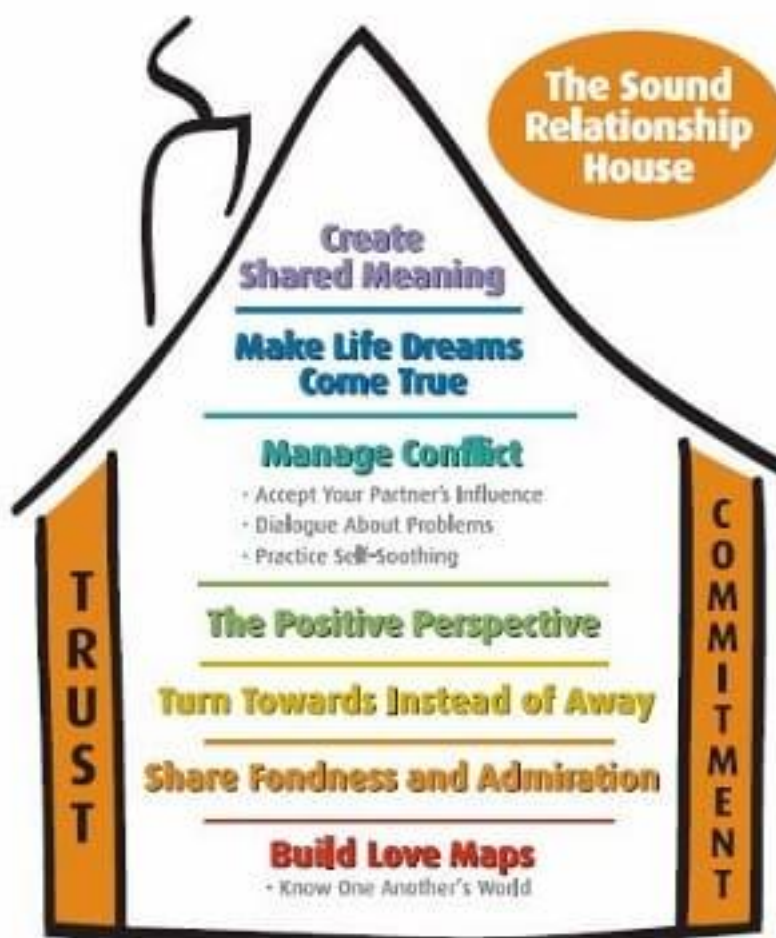 The Sound
Relationship
House
Create
Shared Meaning
Make Life Dreams
Come True
Manage Conflict
· Accept Your Partner's Influence
· Dialogue About Problems
· Practice Self-Soothing
The Positive Perspective
Turn Towards Instead of Away
Share Fondness and Admiration
Build Love Maps
· Know One Another's World
TRUST
COMMITMENT